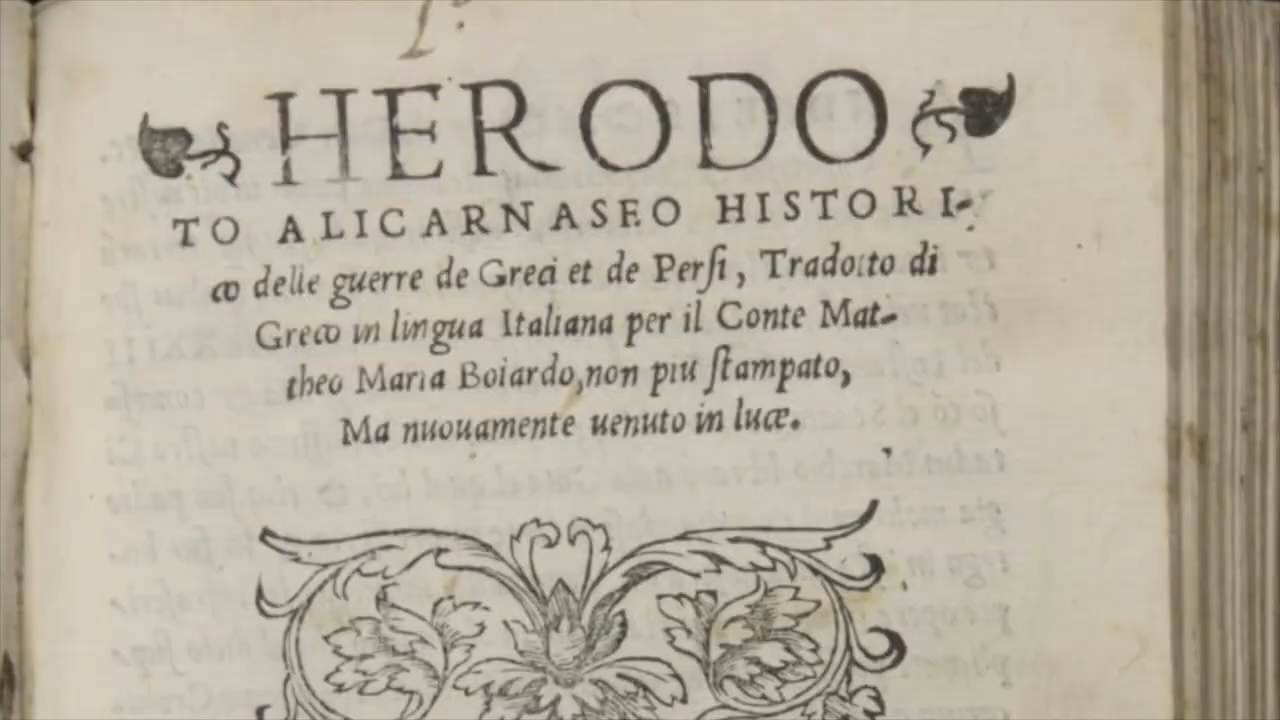 HERODO
TO ALICARNASEO HISTORI-
co delle guerre de Greci et de Persi, Tradotto di
Greco in lingua Italiana per il Conte Mat-
theo Maria Boiardo, non piu stampato,
Ma nuouamente uenuto in luce.